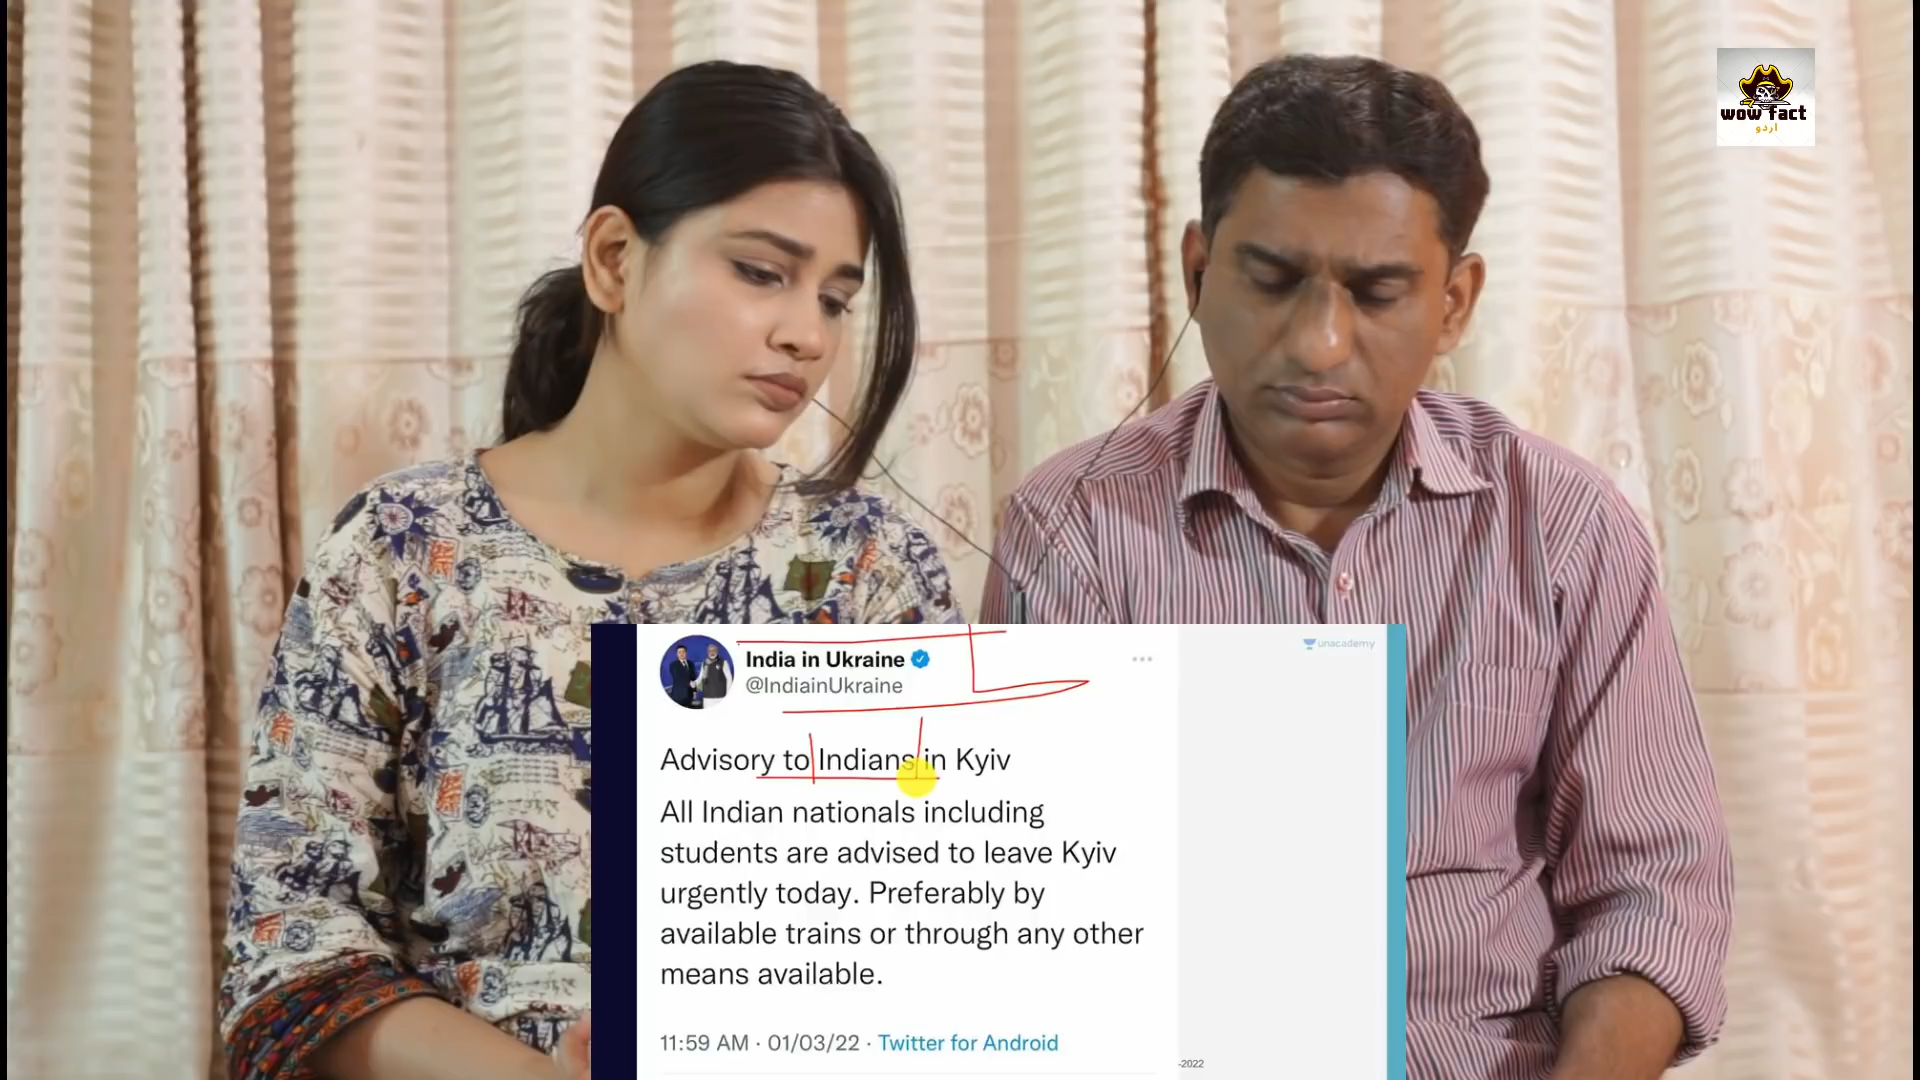 wow fact
اردو
India in Ukraine
@IndiainUkraine
unacademy
Advisory to Indians in Kyiv
All Indian nationals including
students are advised to leave Kyiv
urgently today. Preferably by
available trains or through any other
means available.
11:59 AM · 01/03/22 · Twitter for Android
-2022